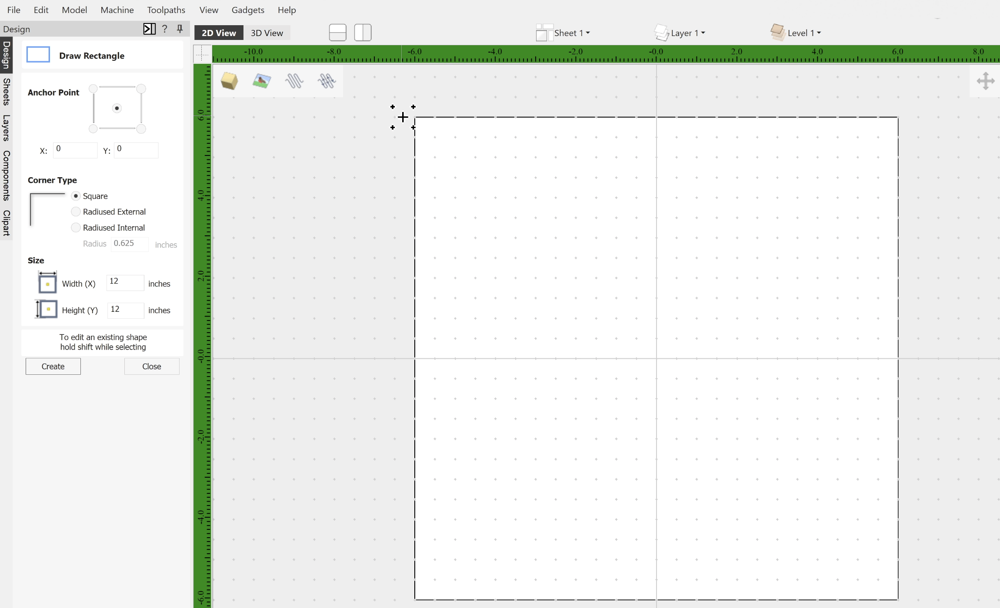 File Edit Model Machine Toolpaths View Gadgets Help
Design ?
2D View 3D View Sheet 1 Layer 1 Level 1
-10.0 -8.0 -6.0 -4.0 -2.0 -0.0 2.0 4.0 6.0 8.0
Design
Sheets
Layers
Components
Clipart
Draw Rectangle
Anchor Point
X: 0 Y: 0
Corner Type
Square
Radiused External
Radiused Internal
Radius 0.625 inches
Size
Width (X) 12 inches
Height (Y) 12 inches
To edit an existing shape
hold shift while selecting
Create Close
6.0
4.0
2.0
-0.0
-2.0
-4.0
-6.0